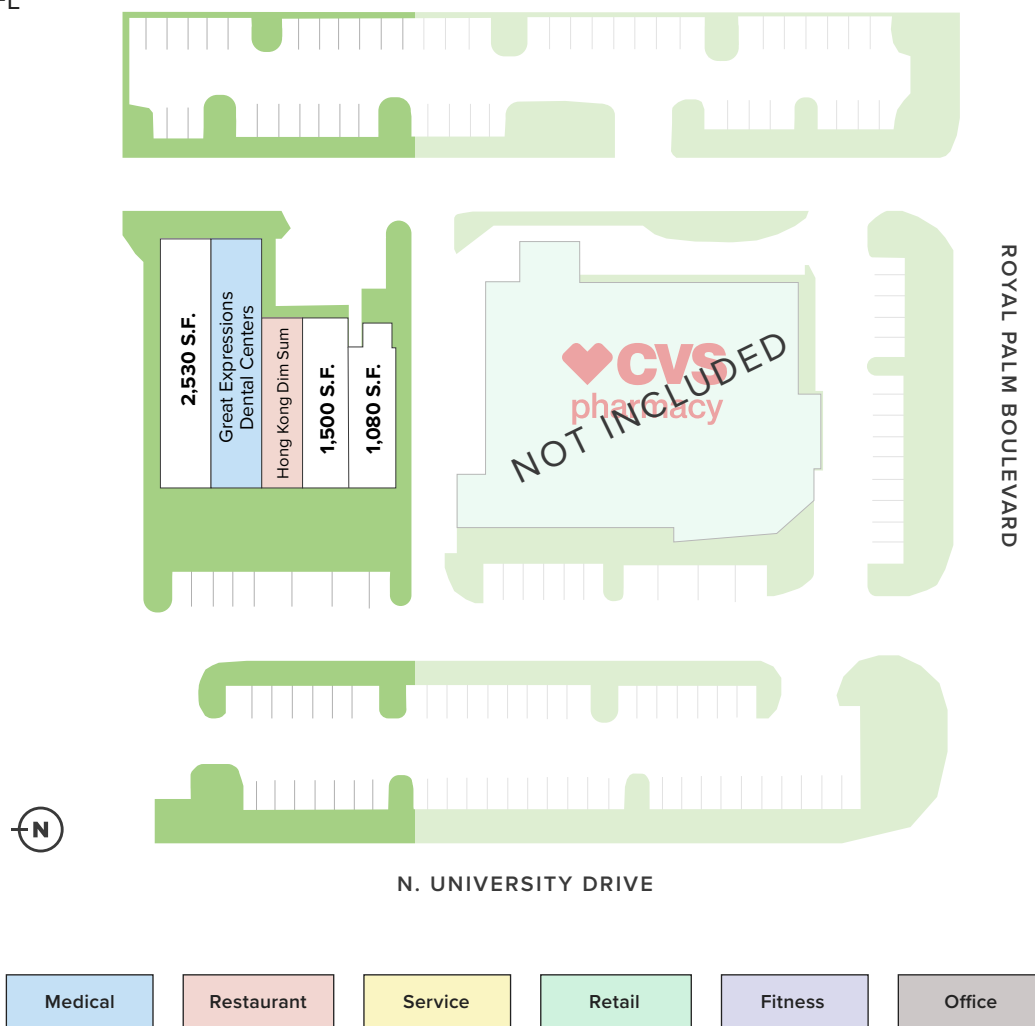 2,530 S.F.
Great Expressions
Dental Centers
Hong Kong Dim Sum
1,500 S.F.
1,080 S.F.
CVS
pharmacy
NOT INCLUDED
ROYAL PALM BOULEVARD
N
N. UNIVERSITY DRIVE
Medical
Restaurant
Service
Retail
Fitness
Office